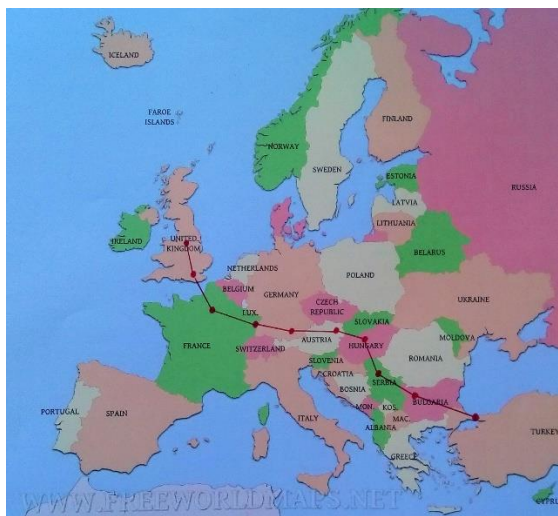 ICELAND
FAROE
ISLANDS
FINLAND
NORWAY
SWEDEN
RUSSIA
ESTONIA
LATVIA
LITHUANIA
BELARUS
IRELAND
UNITED
KINGDOM
NETHERLANDS
POLAND
BELGIUM
GERMANY
LUX.
CZECH
REPUBLIC
UKRAINE
SLOVAKIA
FRANCE
SWITZERLAND
AUSTRIA
HUNGARY
MOLDOVA
ROMANIA
SLOVENIA
CROATIA
BOSNIA
SERBIA
PORTUGAL
SPAIN
ITALY
MON.
KOS.
BULGARIA
MAC.
ALBANIA
GREECE
TURKEY
CYPRUS
WWW.FREEWORLDMAPS.NET